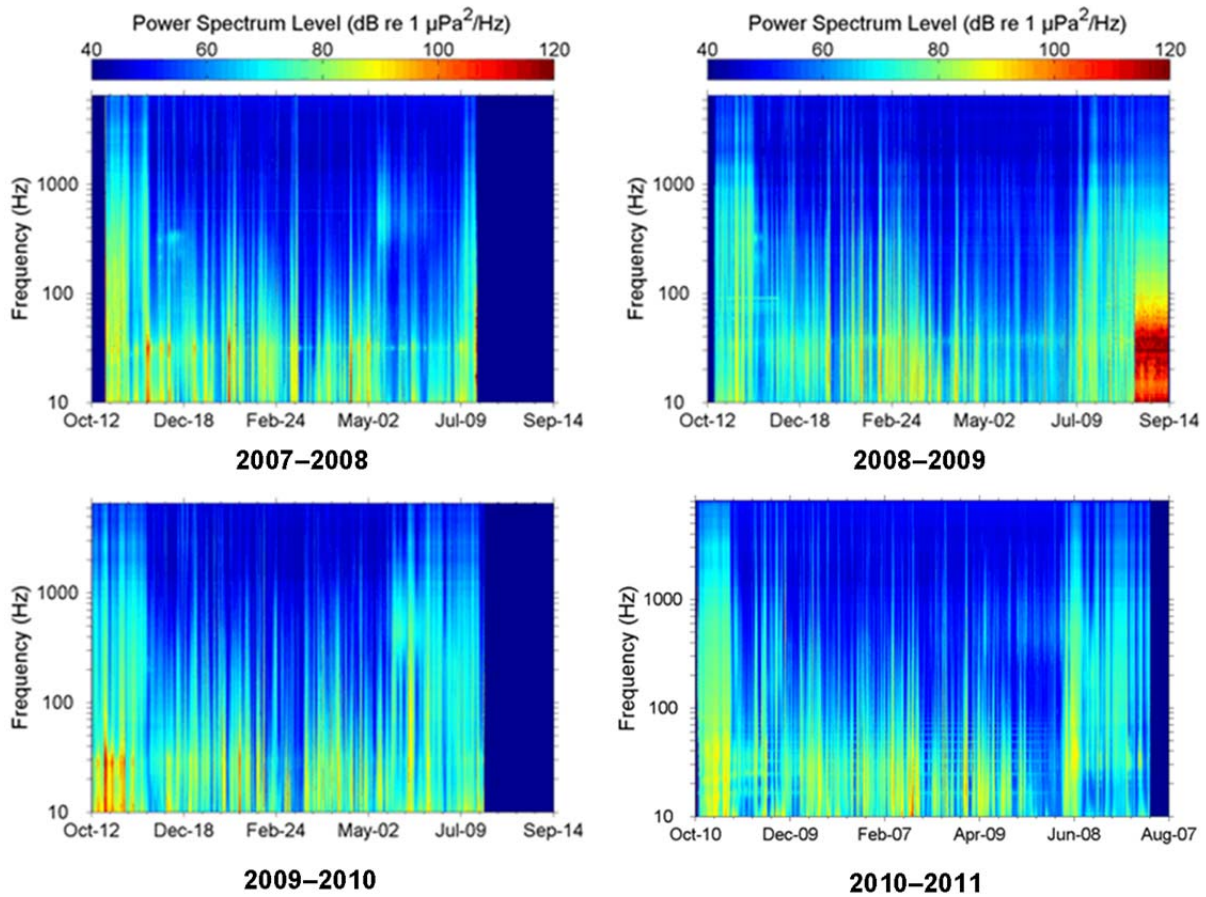 Power Spectrum Level (dB re 1 µPa²/Hz)
40 60 80 100 120
Frequency (Hz)
1000
100
10
Oct-12 Dec-18 Feb-24 May-02 Jul-09 Sep-14
2007–2008
Power Spectrum Level (dB re 1 µPa²/Hz)
40 60 80 100 120
Frequency (Hz)
1000
100
10
Oct-12 Dec-18 Feb-24 May-02 Jul-09 Sep-14
2008–2009
Frequency (Hz)
1000
100
10
Oct-12 Dec-18 Feb-24 May-02 Jul-09 Sep-14
2009–2010
Frequency (Hz)
1000
100
10
Oct-10 Dec-09 Feb-07 Apr-09 Jun-08 Aug-07
2010–2011